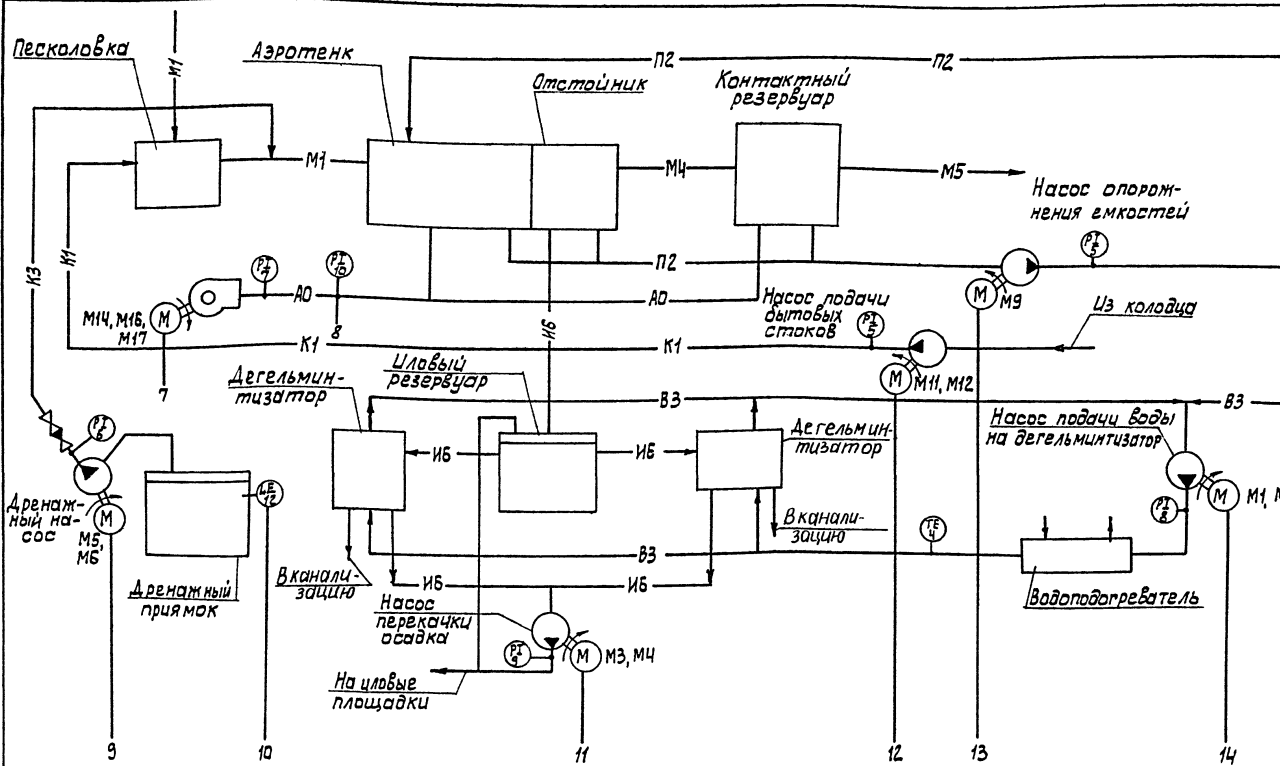 Песколовка
К1
Аэротенк
П2
П2
Отстойник
Контактный
резервуар
М1
М4
М5
Насос опорож-
нения емкостей
К3
К1
PI
7
PI
10
П2
PI
5
АО
АО
М14, М16,
М17
М
8
И6
Насос подачи
бытовых
стоков
PI
5
М
М9
Из колодца
К1
К1
7
Дегельмин-
тизатор
Иловый
резервуар
М
М11, М12
В3
В3
PI
6
Насос подачи воды
на дегельминтизатор
И6
И6
Дегельмин-
тизатор
LE
12
Дренаж-
ный на-
сос
М
М5,
М6
В канали-
зацию
TE
4
PI
8
М
М1, М
В3
В канали-
зацию
И6
И6
Дренажный
приямок
Насос
перекачки
осадка
Водоподогреватель
PI
9
М
М3, М4
На иловые
площадки
9
10
11
12
13
14